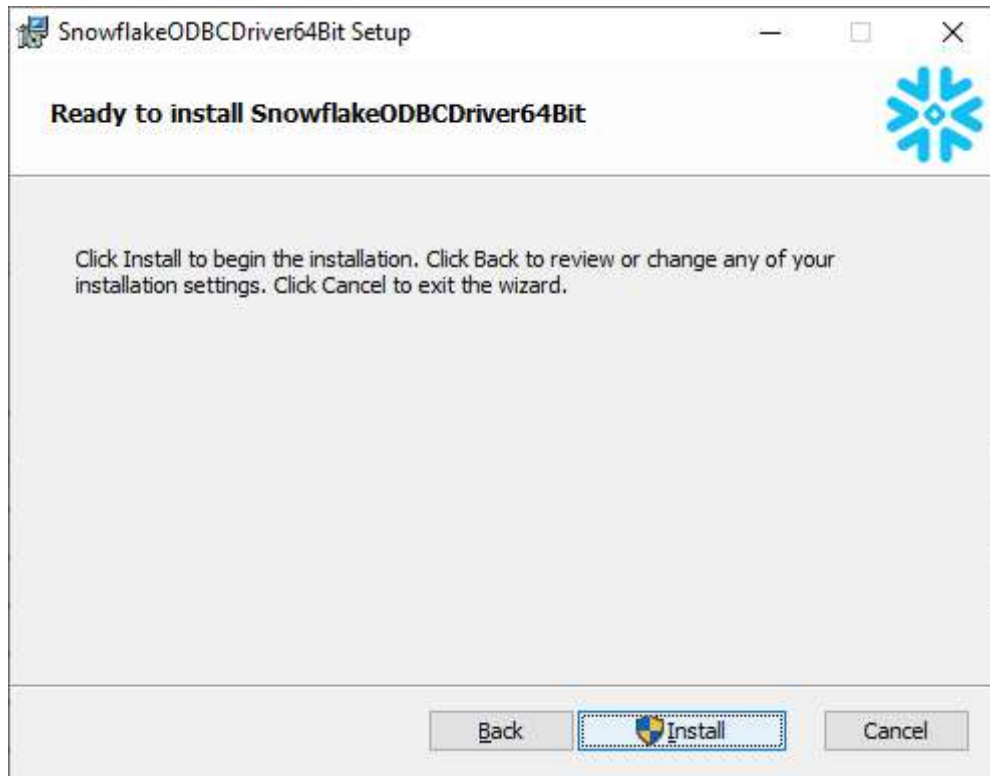 SnowflakeODBCDriver64Bit Setup
Ready to install SnowflakeODBCDriver64Bit
Click Install to begin the installation. Click Back to review or change any of your
installation settings. Click Cancel to exit the wizard.
Back
Install
Cancel